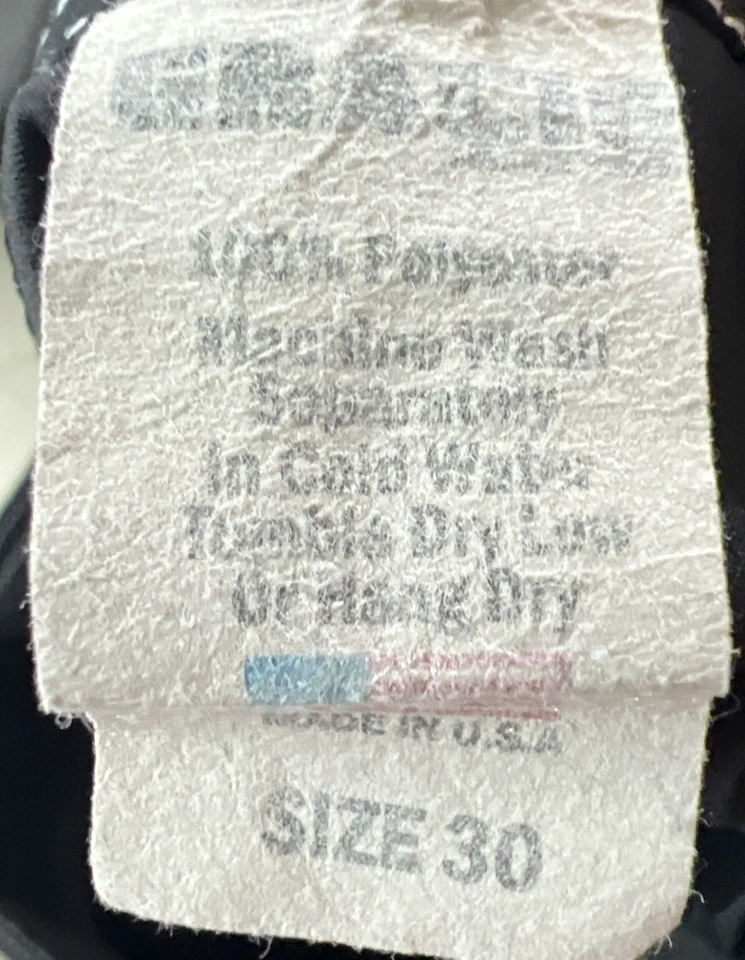 100% Polyester
Machine Wash
Separately
In Cold Water
Tumble Dry Low
Or Hang Dry
MADE IN U.S.A
SIZE 30